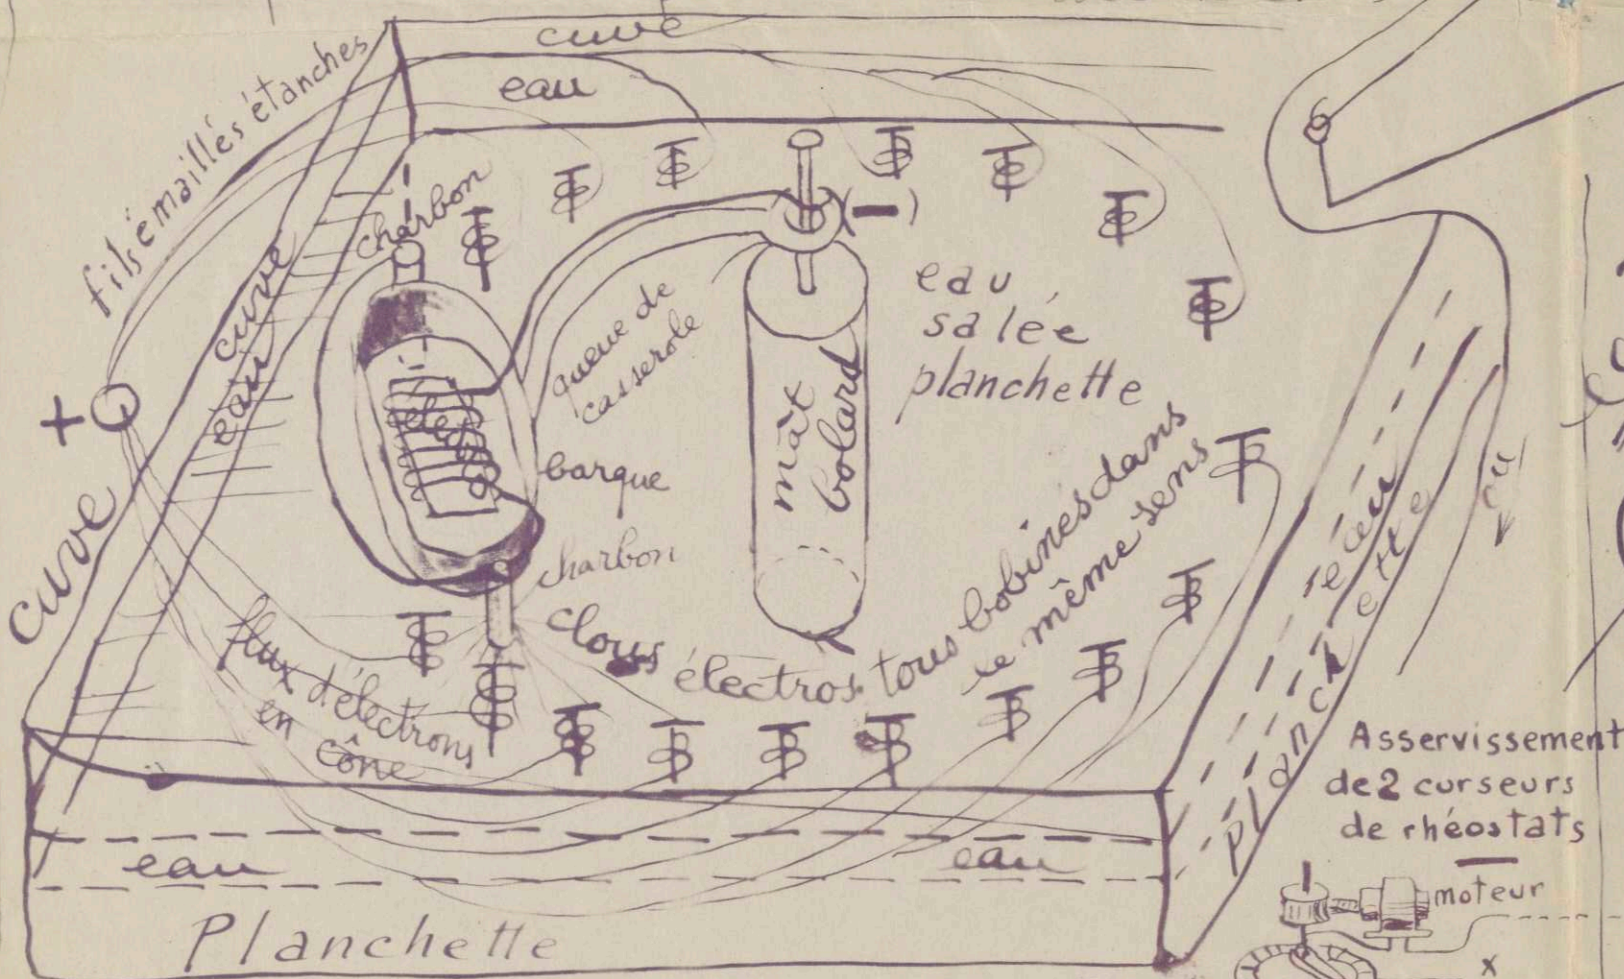 cuve
eau
fils émaillés étanches
cuve
eau
charbon
(-)
queue de
casserole
eau
salée
planchette
mât
bolard
électro
+
barque
charbon
cuve
clous électros tous bobinés dans
le même sens
flux d'électrons
en
cône
eau
planchette
eau
eau
Planchette
Asservissement
de 2 curseurs
de rhéostats
moteur
x